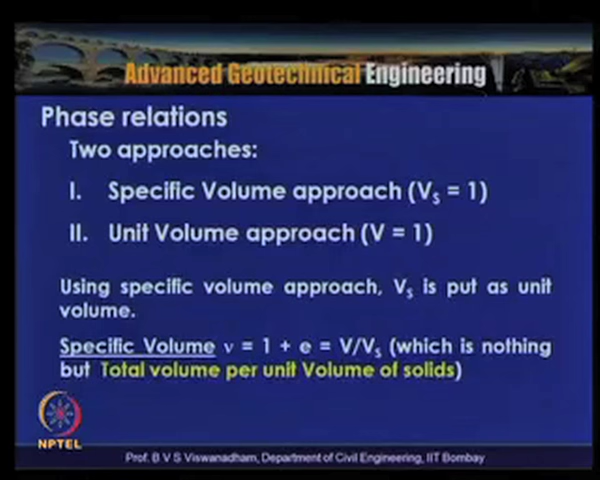 Advanced Geotechnical Engineering
Phase relations
Two approaches:
I. Specific Volume approach (Vs = 1)
II. Unit Volume approach (V = 1)
Using specific volume approach, Vs is put as unit
volume.
Specific Volume v = 1 + e = V/Vs (which is nothing
but Total volume per unit Volume of solids)
NPTEL
Prof. B V S Viswanadham, Department of Civil Engineering, IIT Bombay